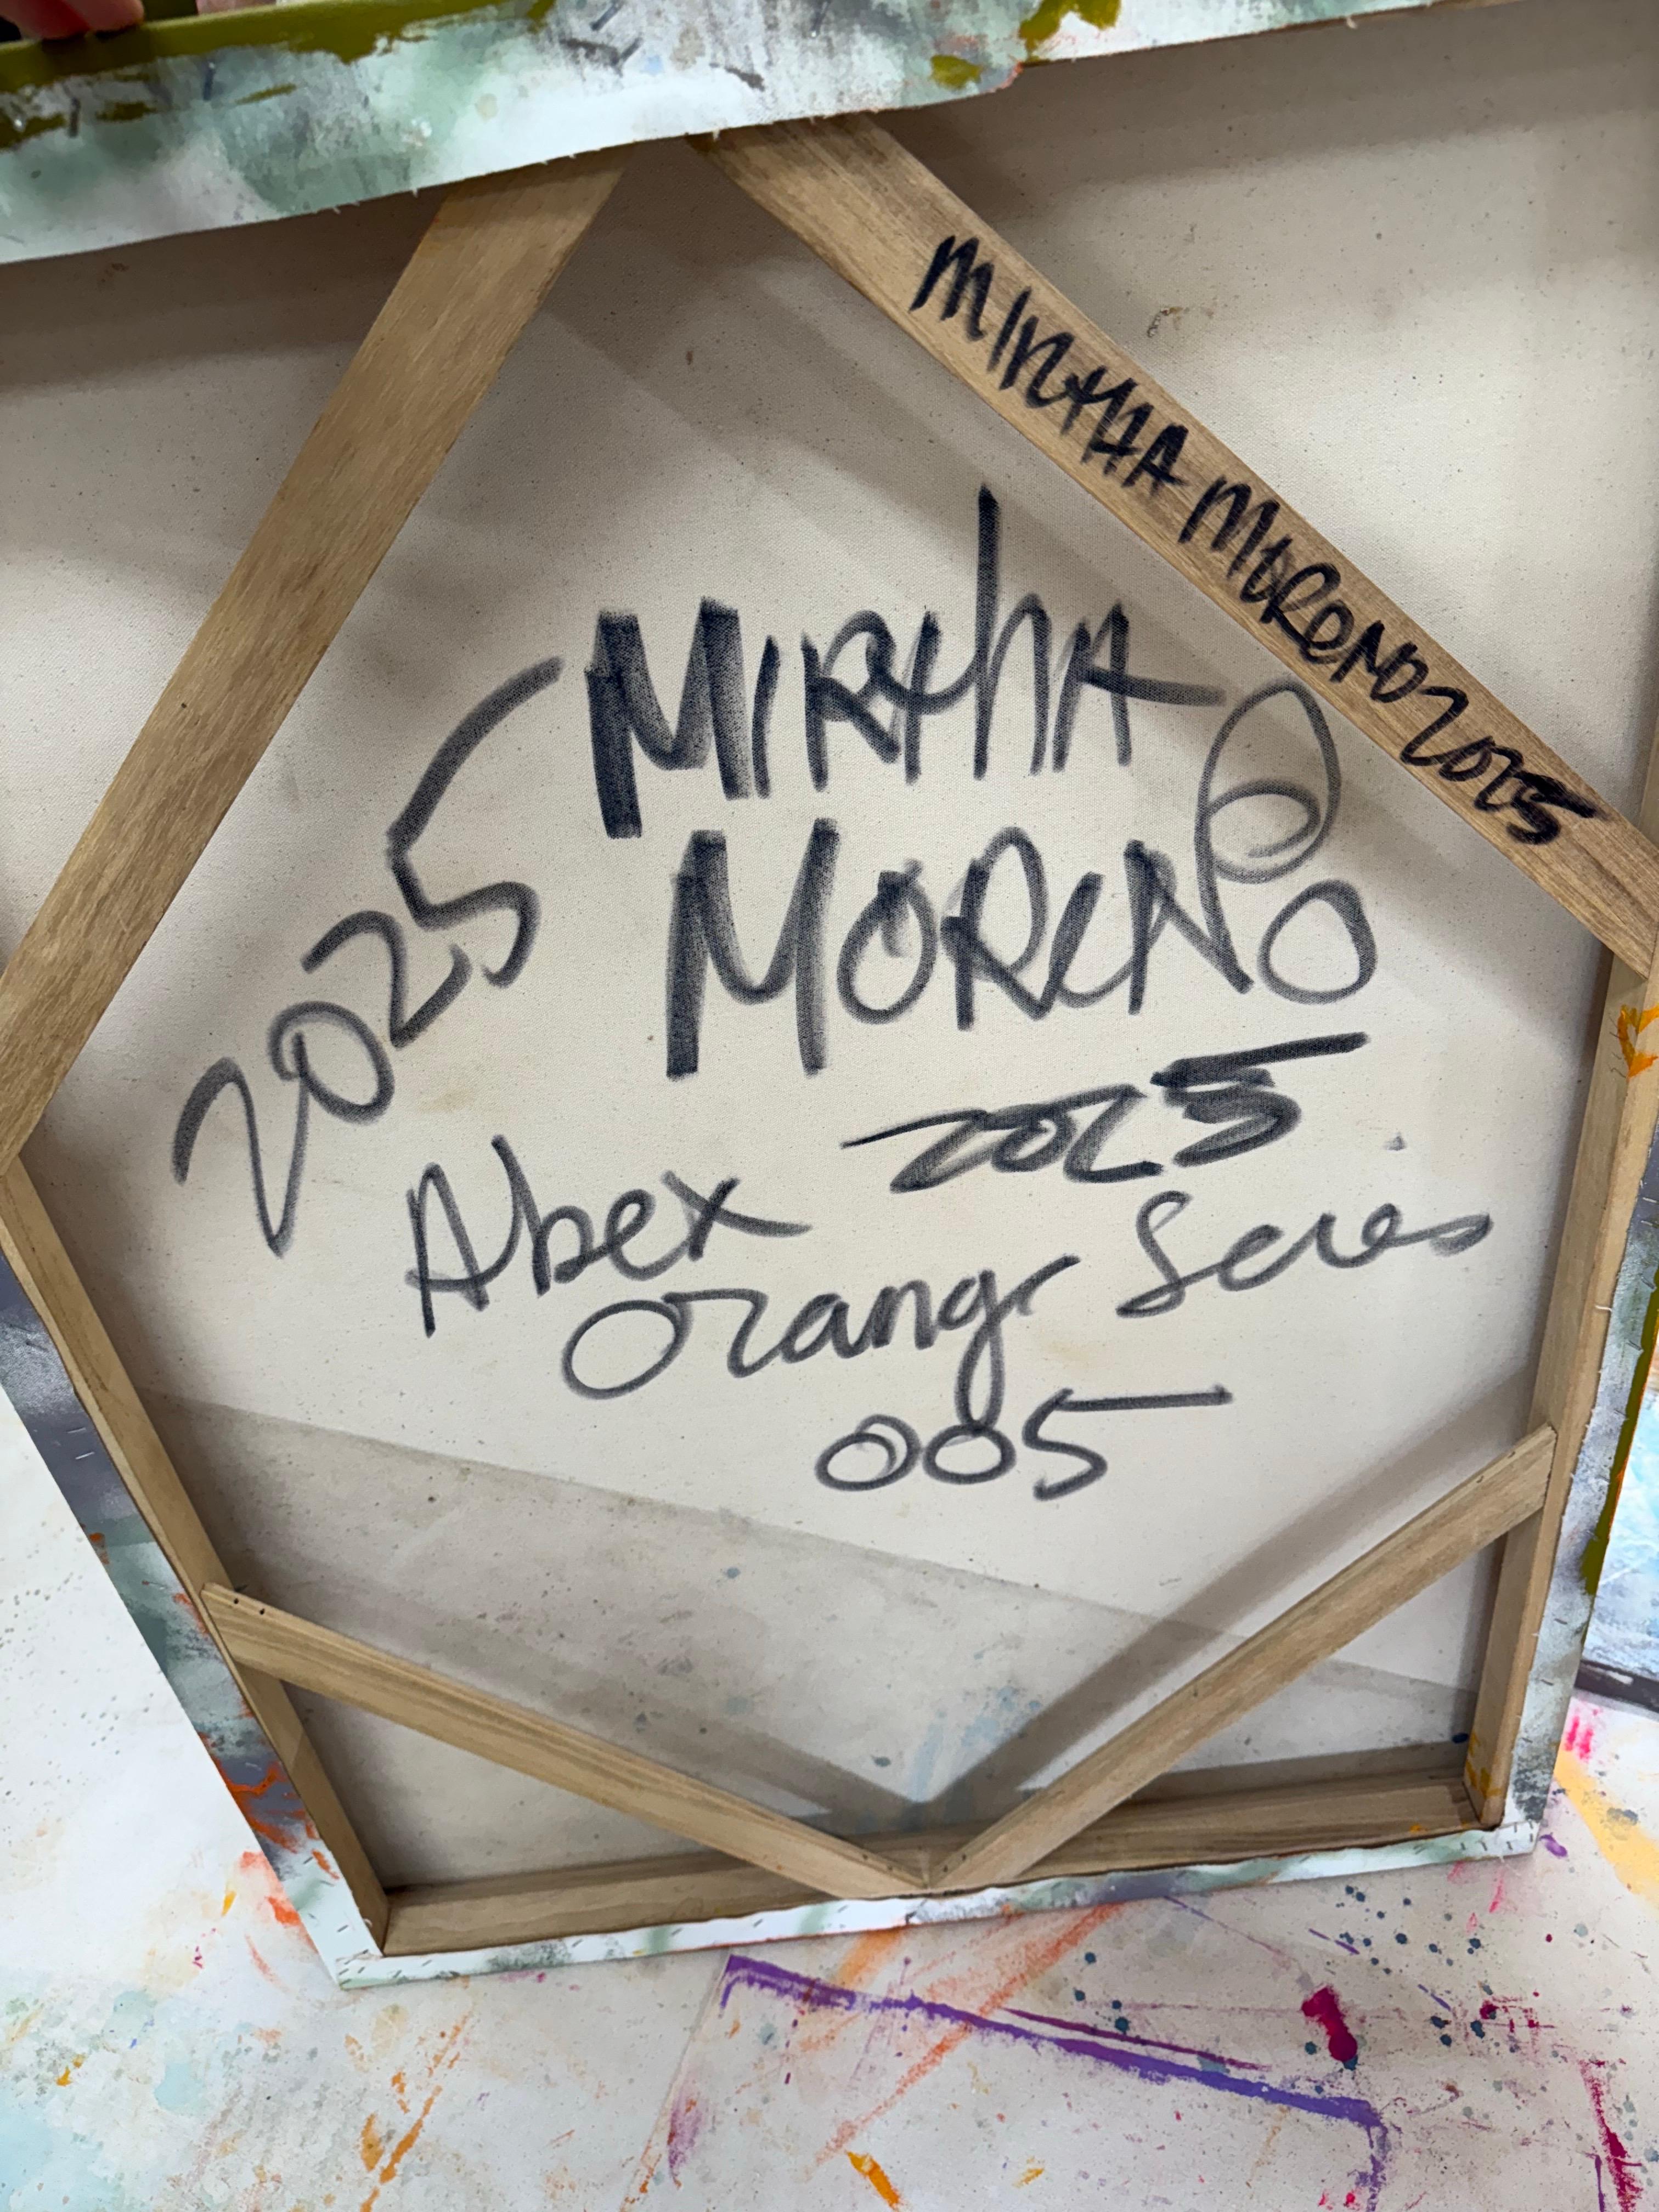 MIRTHA MORENO 2025
MIRthA
MORENO
2025
2025
Abex
Orange Series
005